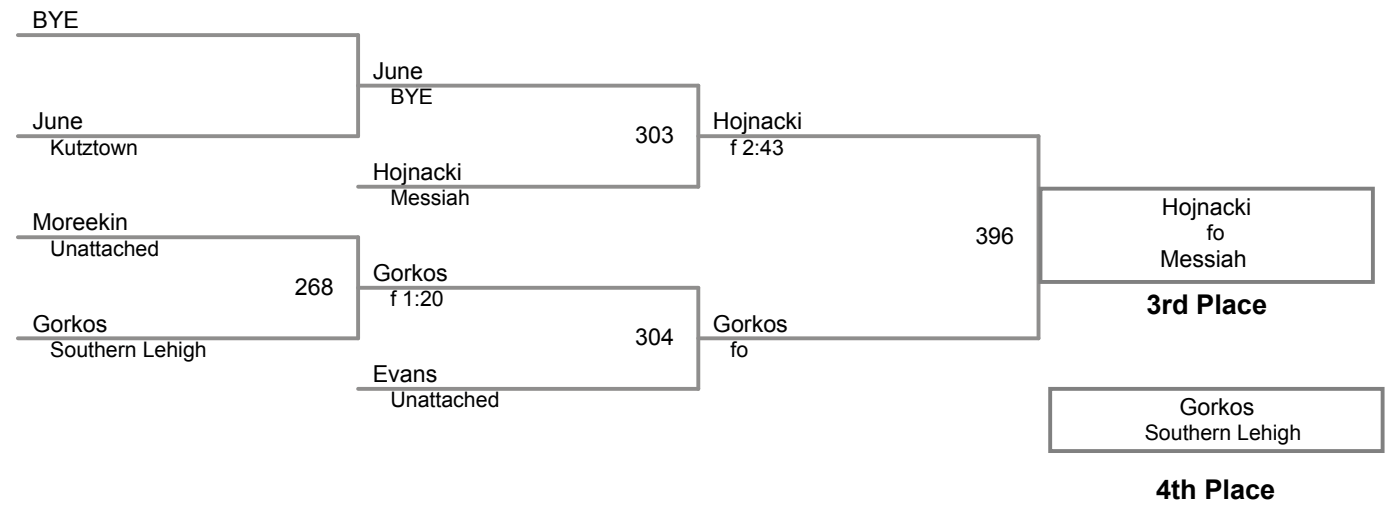 BYE
June
BYE
June
Kutztown
303
Hojnacki
f 2:43
Hojnacki
Messiah
Moreekin
Unattached
396
Hojnacki
fo
Messiah
3rd Place
268
Gorkos
f 1:20
Gorkos
Southern Lehigh
304
Gorkos
fo
Evans
Unattached
Gorkos
Southern Lehigh
4th Place